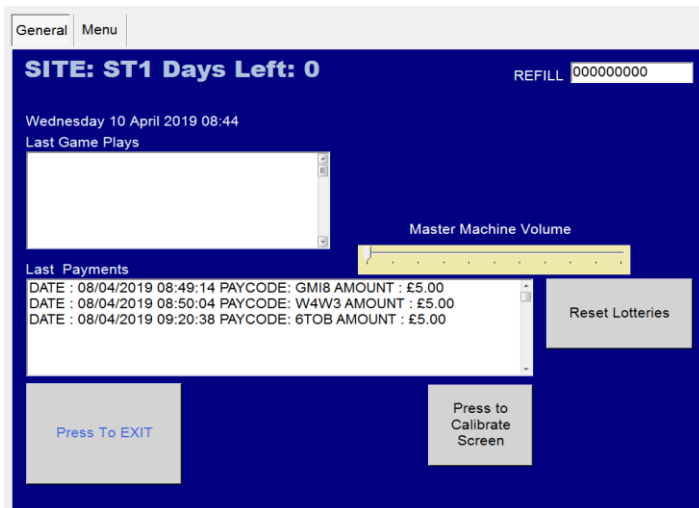 General Menu
SITE: ST1 Days Left: 0
REFILL 000000000
Wednesday 10 April 2019 08:44
Last Game Plays
Master Machine Volume
Last Payments
DATE : 08/04/2019 08:49:14 PAYCODE: GMI8 AMOUNT : £5.00
DATE : 08/04/2019 08:50:04 PAYCODE: W4W3 AMOUNT : £5.00
DATE : 08/04/2019 09:20:38 PAYCODE: 6TOB AMOUNT : £5.00
Reset Lotteries
Press To EXIT
Press to
Calibrate
Screen